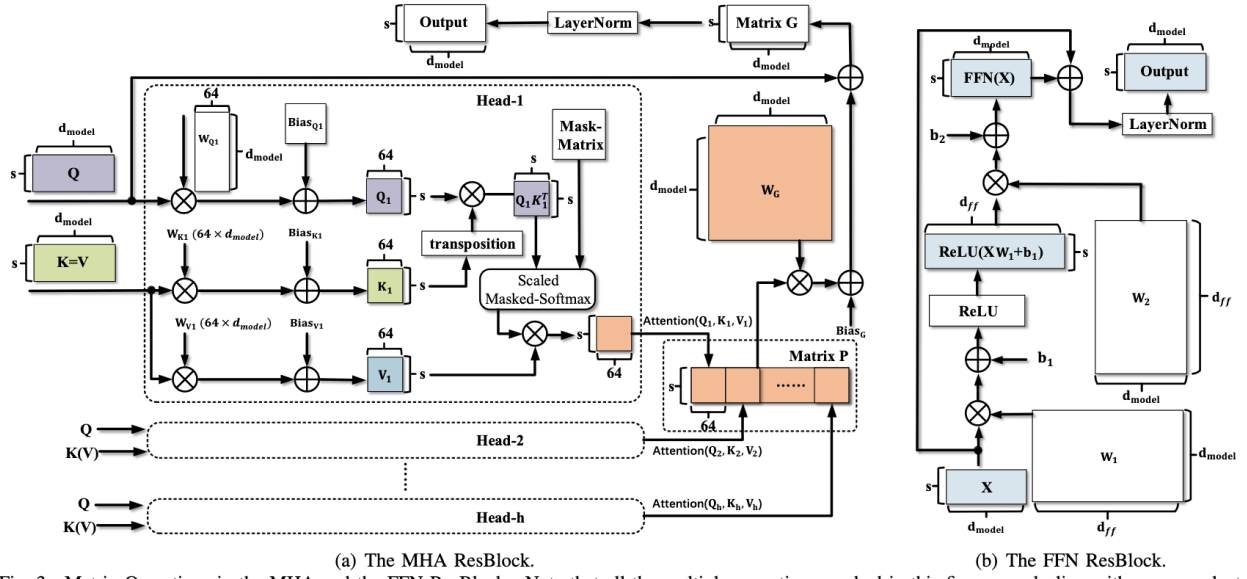 s Output d_model
LayerNorm
s Matrix G d_model
d_model
s Q
d_model
s K=V
Head-1
64
W_Q1 d_model
Bias_Q1
64
Q_1 s
Mask-
Matrix
s
Q_1K_1^T s
transposition
W_K1 (64 × d_model) Bias_K1
64
K_1 s
Scaled
Masked-Softmax
W_V1 (64 × d_model) Bias_V1
64
V_1 s
s
64
Attention(Q_1, K_1, V_1)
d_model
d_model W_G
Bias_G
Matrix P
s ......
64
Q
K(V)
Head-2
Attention(Q_2, K_2, V_2)
Q
K(V)
Head-h
Attention(Q_h, K_h, V_h)
(a) The MHA ResBlock.
d_model
s FFN(X)
d_model
s Output
LayerNorm
b_2
d_ff
ReLU(XW_1+b_1) s
ReLU
b_1
W_2 d_ff
d_model
W_1 d_model
d_ff
s X
d_model
(b) The FFN ResBlock.